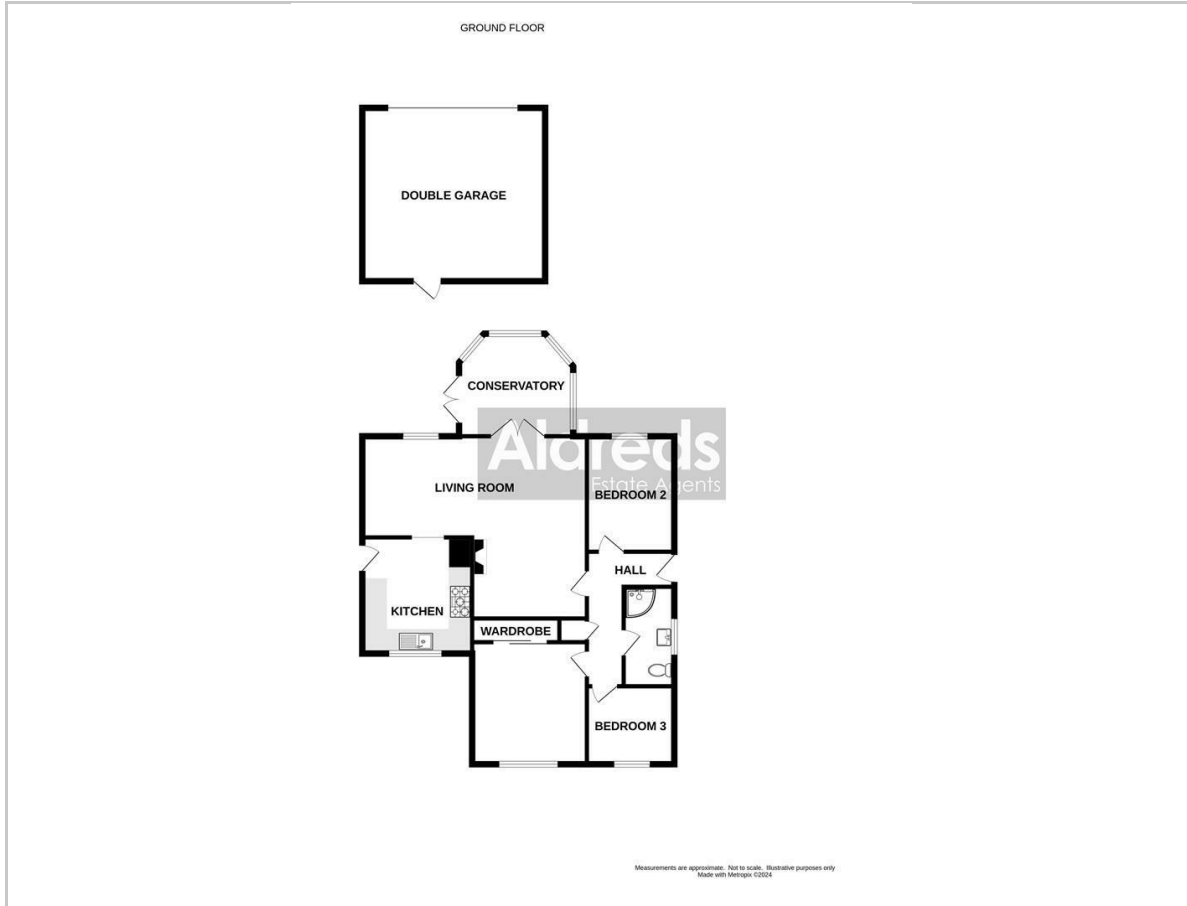 GROUND FLOOR
DOUBLE GARAGE
CONSERVATORY
Aldreds
Estate Agents
LIVING ROOM
BEDROOM 2
HALL
KITCHEN
WARDROBE
BEDROOM 3
Measurements are approximate. Not to scale. Illustrative purposes only
Made with Metropix ©2024